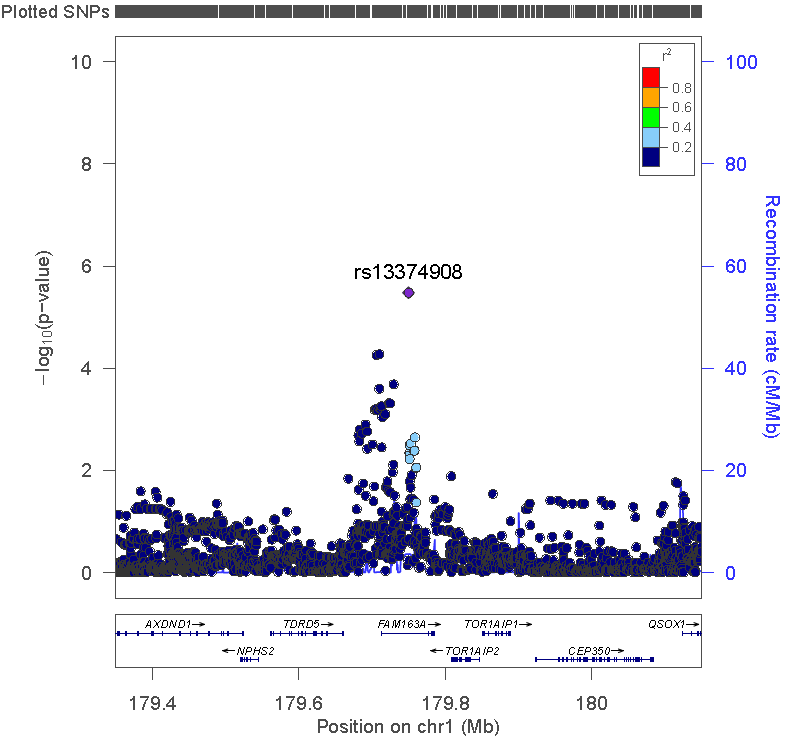 Plotted SNPs
10
8
6
4
2
0
−log10(p−value)
100
80
60
40
20
0
Recombination rate (cM/Mb)
r2
0.8
0.6
0.4
0.2
rs13374908
AXDND1→ TDRD5→ FAM163A→ TOR1AIP1→ QSOX1→
←NPHS2 ←TOR1AIP2 CEP350→
179.4 179.6 179.8 180
Position on chr1 (Mb)